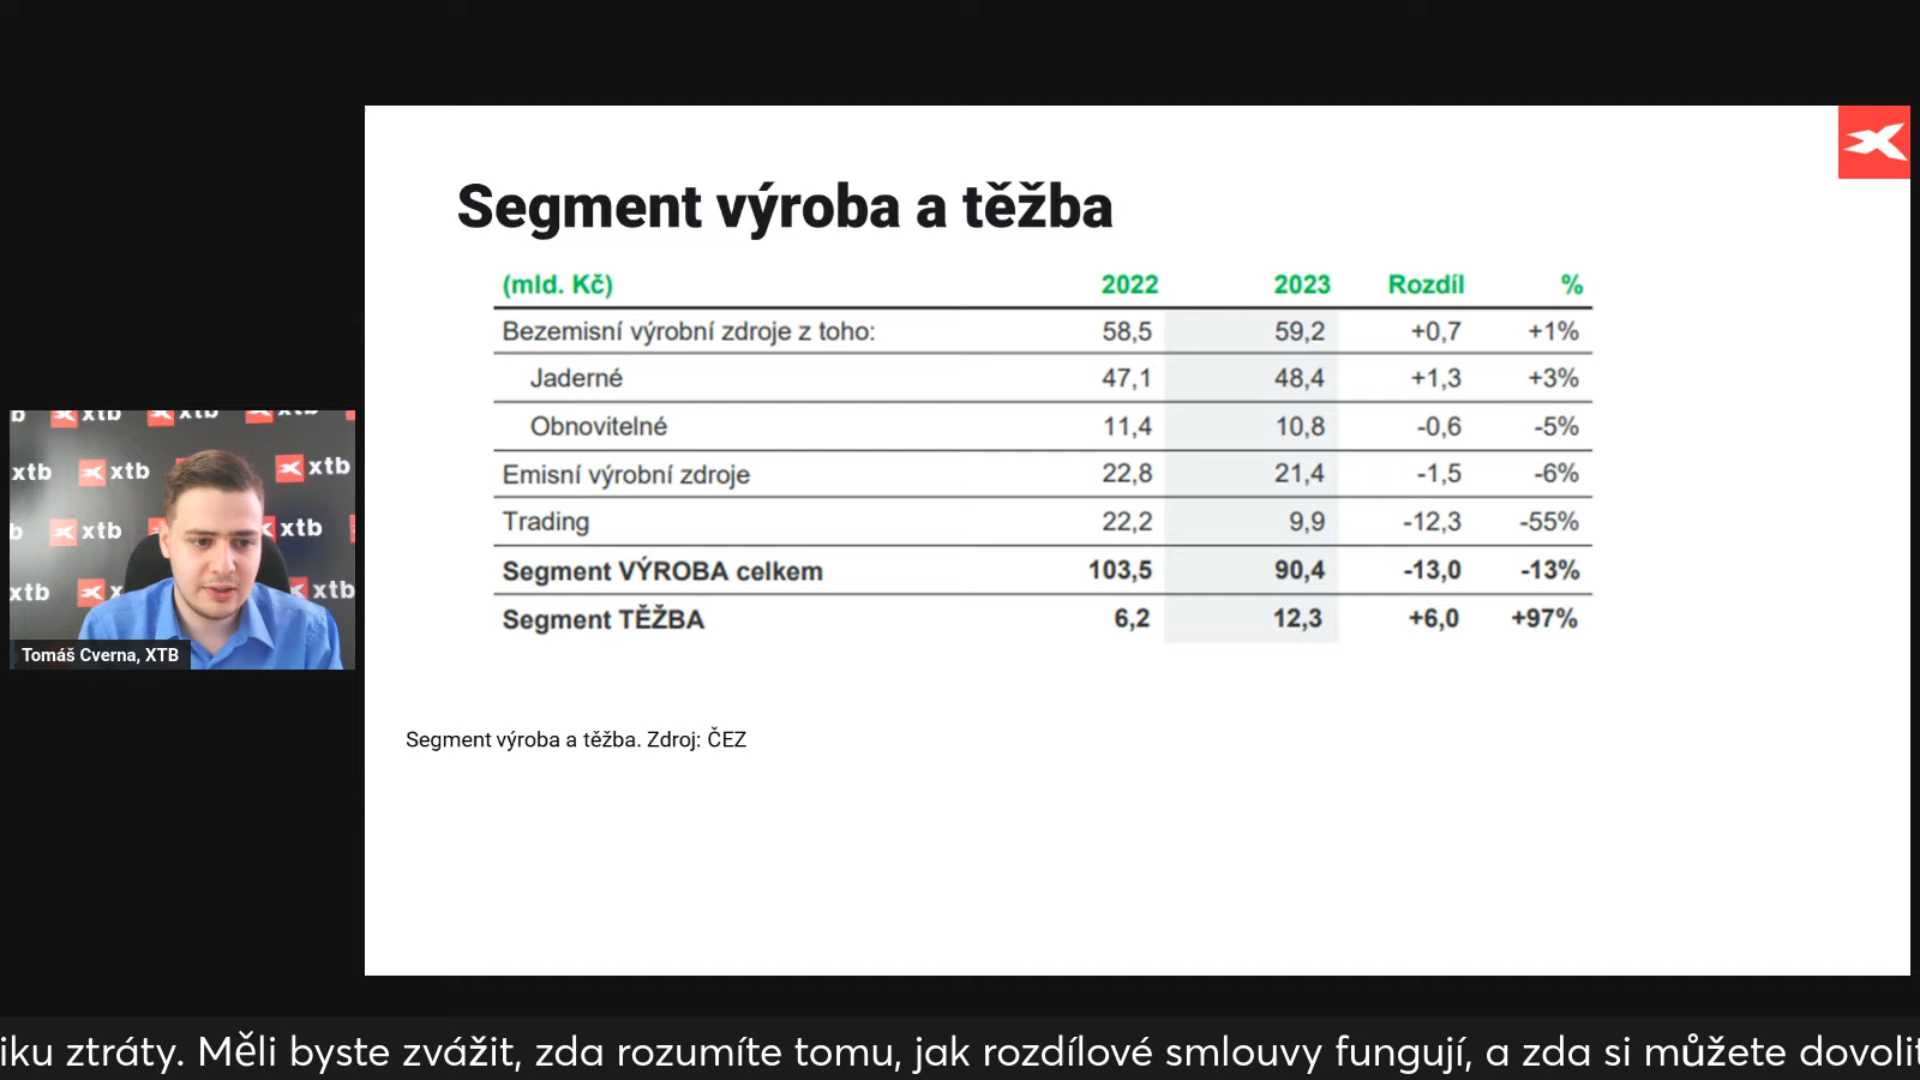 Segment výroba a těžba
(mld. Kč) 2022 2023 Rozdíl %
Bezemisní výrobní zdroje z toho: 58,5 59,2 +0,7 +1%
Jaderné 47,1 48,4 +1,3 +3%
Obnovitelné 11,4 10,8 -0,6 -5%
Emisní výrobní zdroje 22,8 21,4 -1,5 -6%
Trading 22,2 9,9 -12,3 -55%
Segment VÝROBA celkem 103,5 90,4 -13,0 -13%
Segment TĚŽBA 6,2 12,3 +6,0 +97%
Segment výroba a těžba. Zdroj: ČEZ
b xtb xtb
xtb xtb xtb
b xtb xtb
xtb x xtb
Tomáš Cverna, XTB
iku ztráty. Měli byste zvážit, zda rozumíte tomu, jak rozdílové smlouvy fungují, a zda si můžete dovolit